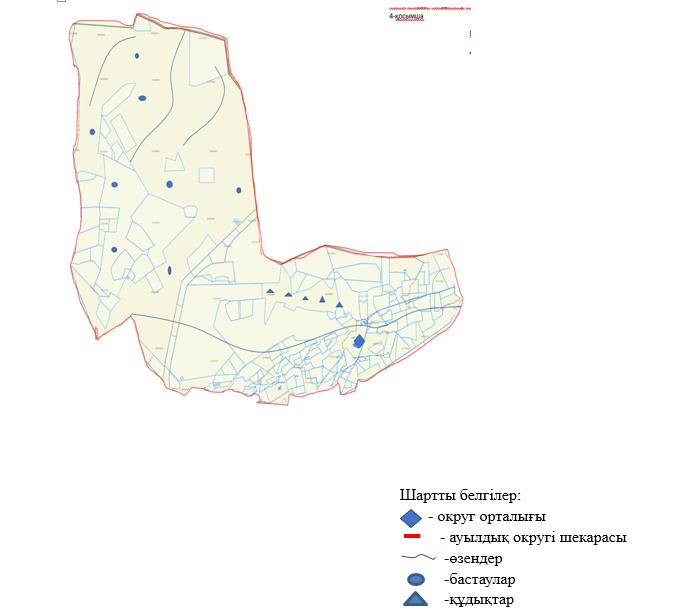 4-қосымша
Шартты белгілер:
- округ орталығы
- ауылдық округі шекарасы
-өзендер
-бастаулар
-құдықтар